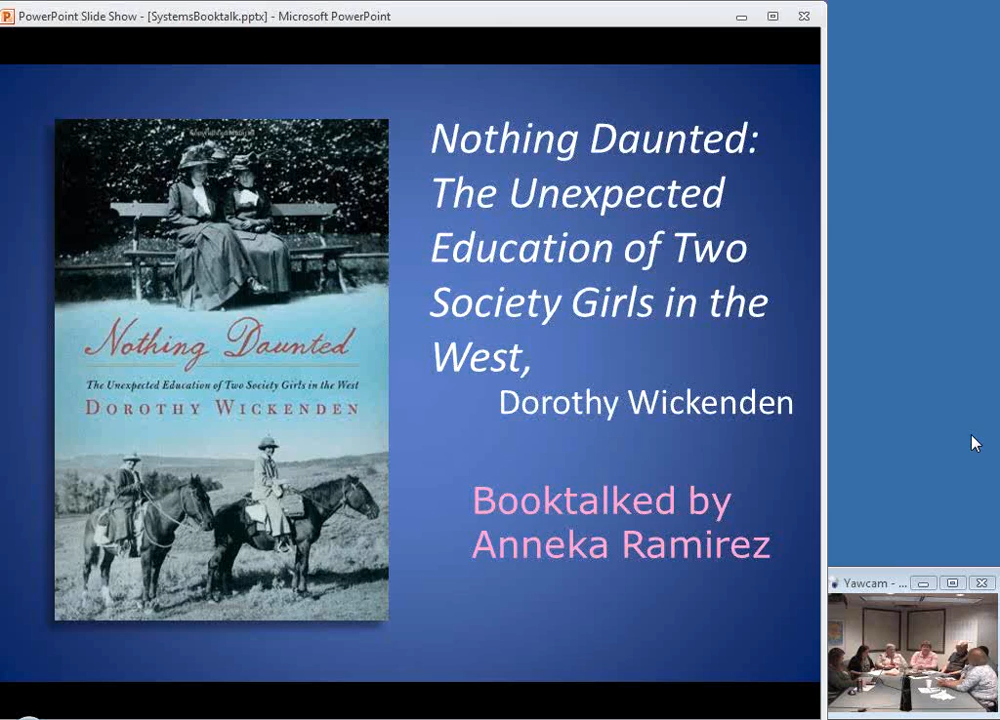 PowerPoint Slide Show - [SystemsBooktalk.pptx] - Microsoft PowerPoint
Nothing Daunted
The Unexpected Education of Two Society Girls in the West
DOROTHY WICKENDEN
Nothing Daunted:
The Unexpected
Education of Two
Society Girls in the
West,
Dorothy Wickenden
Booktalked by
Anneka Ramirez
Yawcam - ...